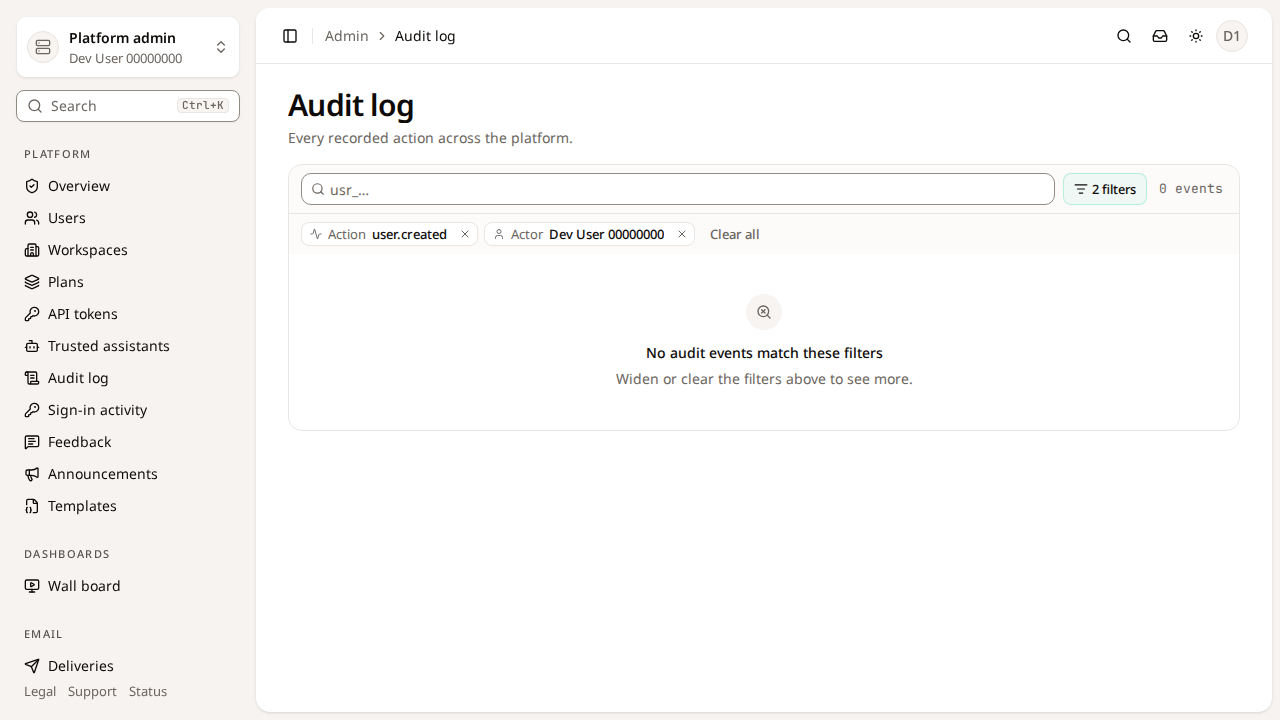 Platform admin
Dev User 00000000
Search
Ctrl+K
PLATFORM
Overview
Users
Workspaces
Plans
API tokens
Trusted assistants
Audit log
Sign-in activity
Feedback
Announcements
Templates
DASHBOARDS
Wall board
EMAIL
Deliveries
Legal Support Status
Admin > Audit log
D1
Audit log
Every recorded action across the platform.
usr_...
2 filters
0 events
Action user.created
Actor Dev User 00000000
Clear all
No audit events match these filters
Widen or clear the filters above to see more.